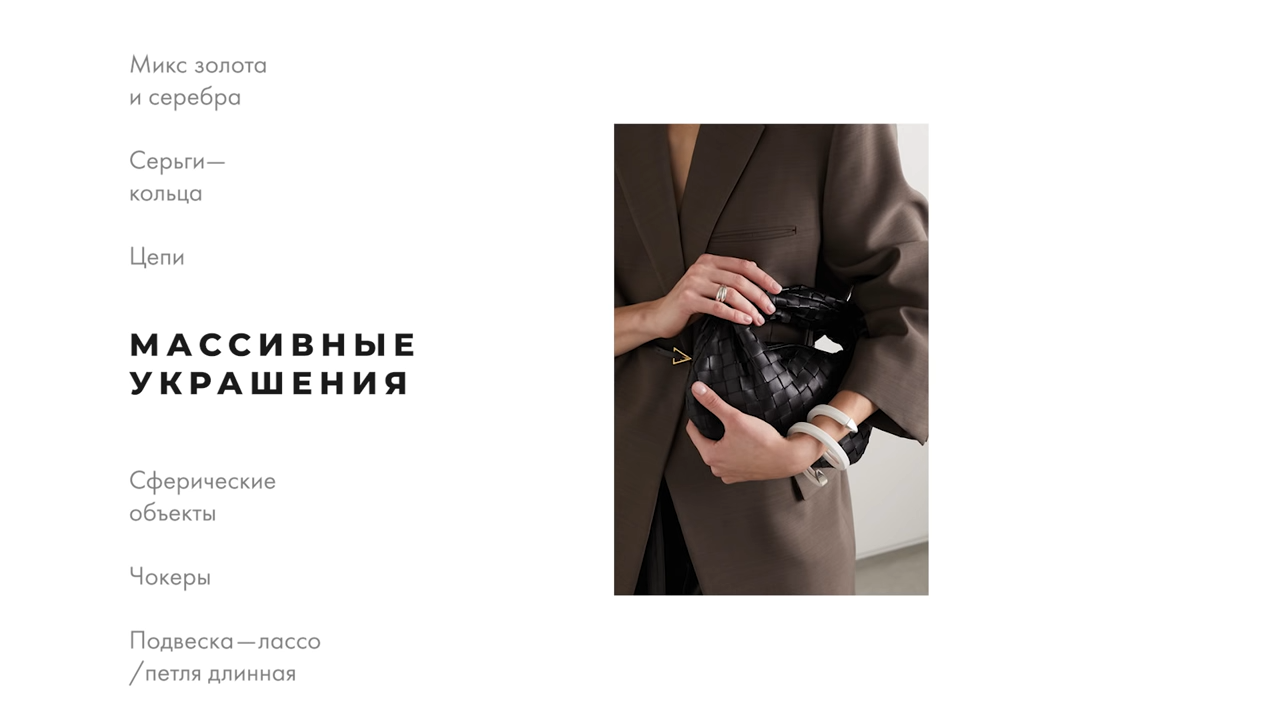 Микс золота
и серебра
Серьги—
кольца
Цепи
МАССИВНЫЕ
УКРАШЕНИЯ
Сферические
объекты
Чокеры
Подвеска—лассо
/петля длинная